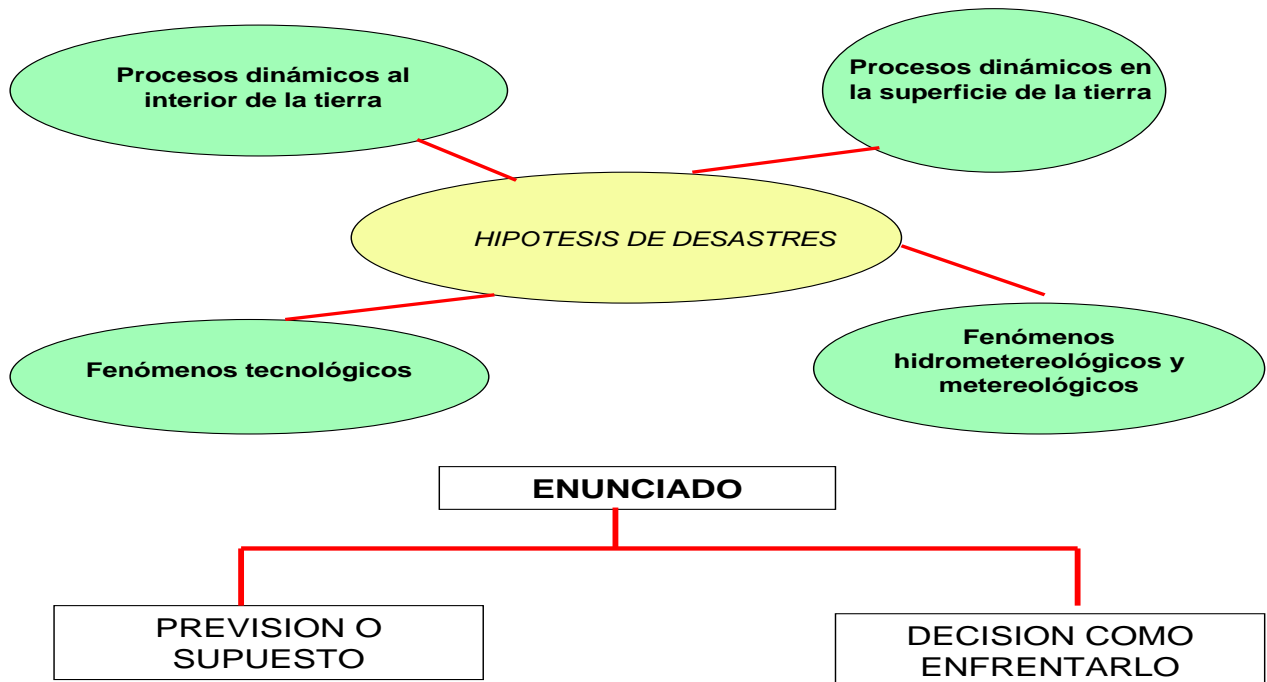 Procesos dinámicos al
interior de la tierra
Procesos dinámicos en
la superficie de la tierra
HIPOTESIS DE DESASTRES
Fenómenos tecnológicos
Fenómenos
hidrometereológicos y
metereológicos
ENUNCIADO
PREVISION O
SUPUESTO
DECISION COMO
ENFRENTARLO